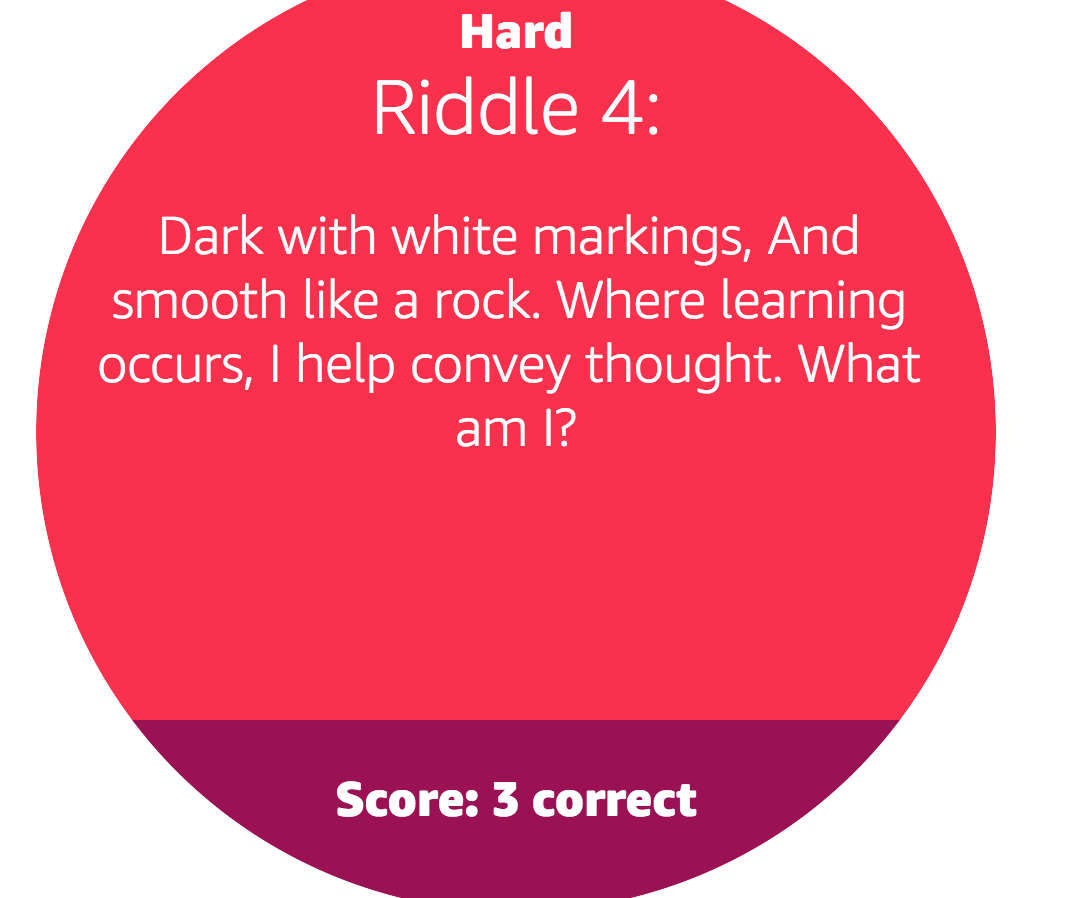 Hard
Riddle 4:
Dark with white markings, And
smooth like a rock. Where learning
occurs, I help convey thought. What
am I?
Score: 3 correct